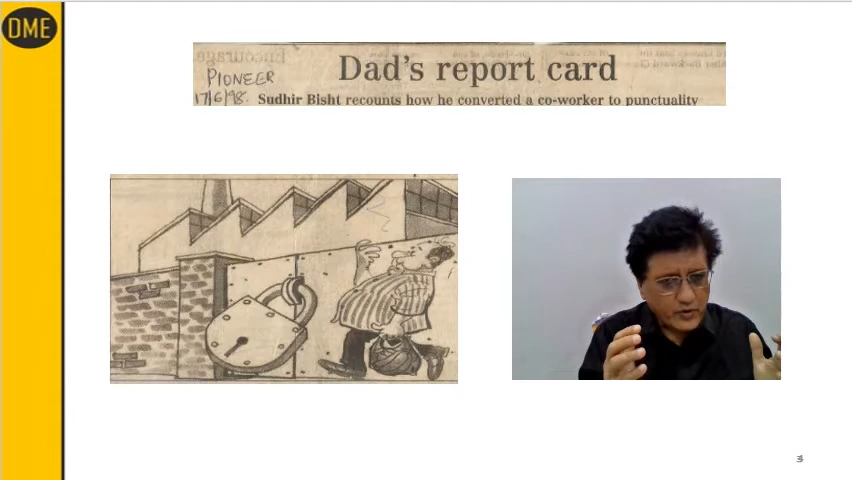 DME
Encourage
Dad's report card
PIONEER
17/6/98. Sudhir Bisht recounts how he converted a co-worker to punctuality
3